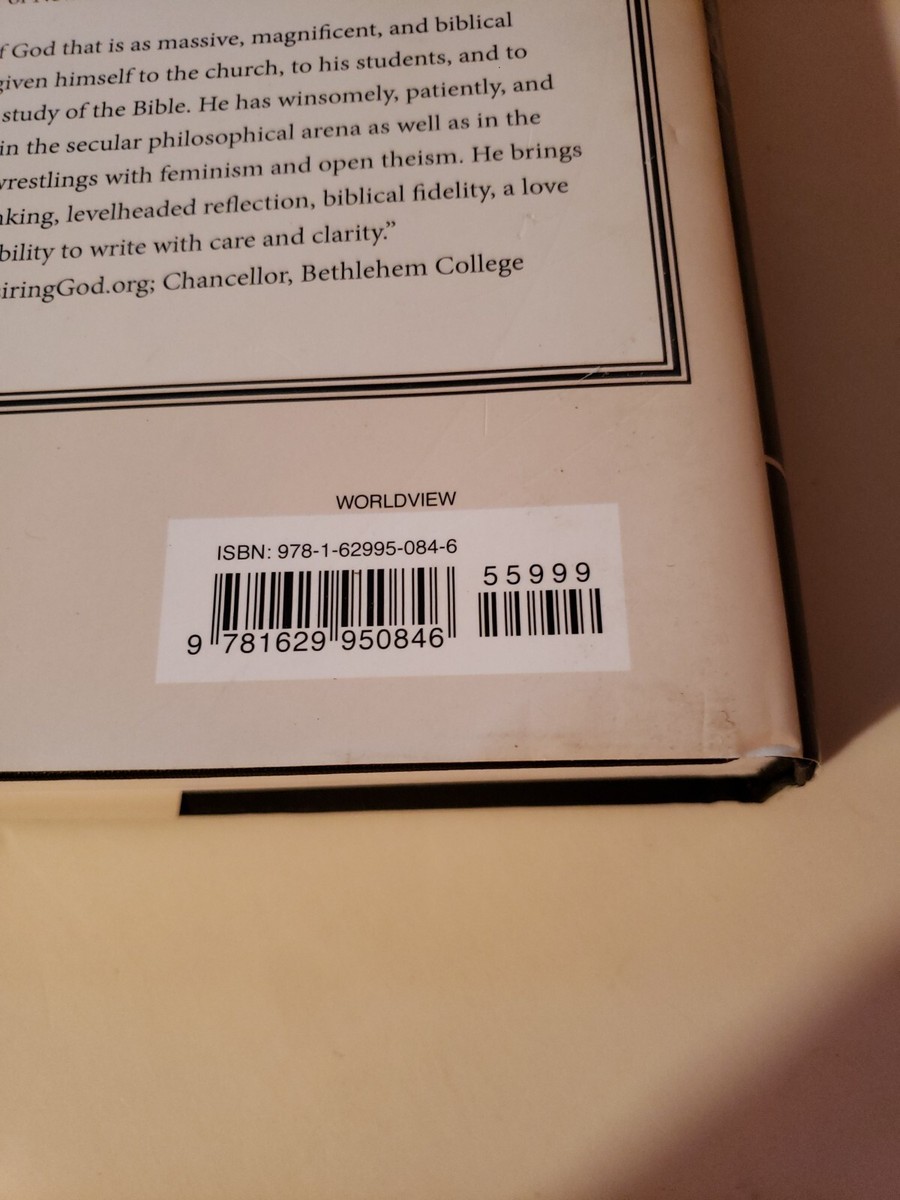 f God that is as massive, magnificent, and biblical
given himself to the church, to his students, and to
study of the Bible. He has winsomely, patiently, and
in the secular philosophical arena as well as in the
wrestlings with feminism and open theism. He brings
nking, levelheaded reflection, biblical fidelity, a love
bility to write with care and clarity.”
iringGod.org; Chancellor, Bethlehem College
WORLDVIEW
ISBN: 978-1-62995-084-6
55999
9 781629 950846